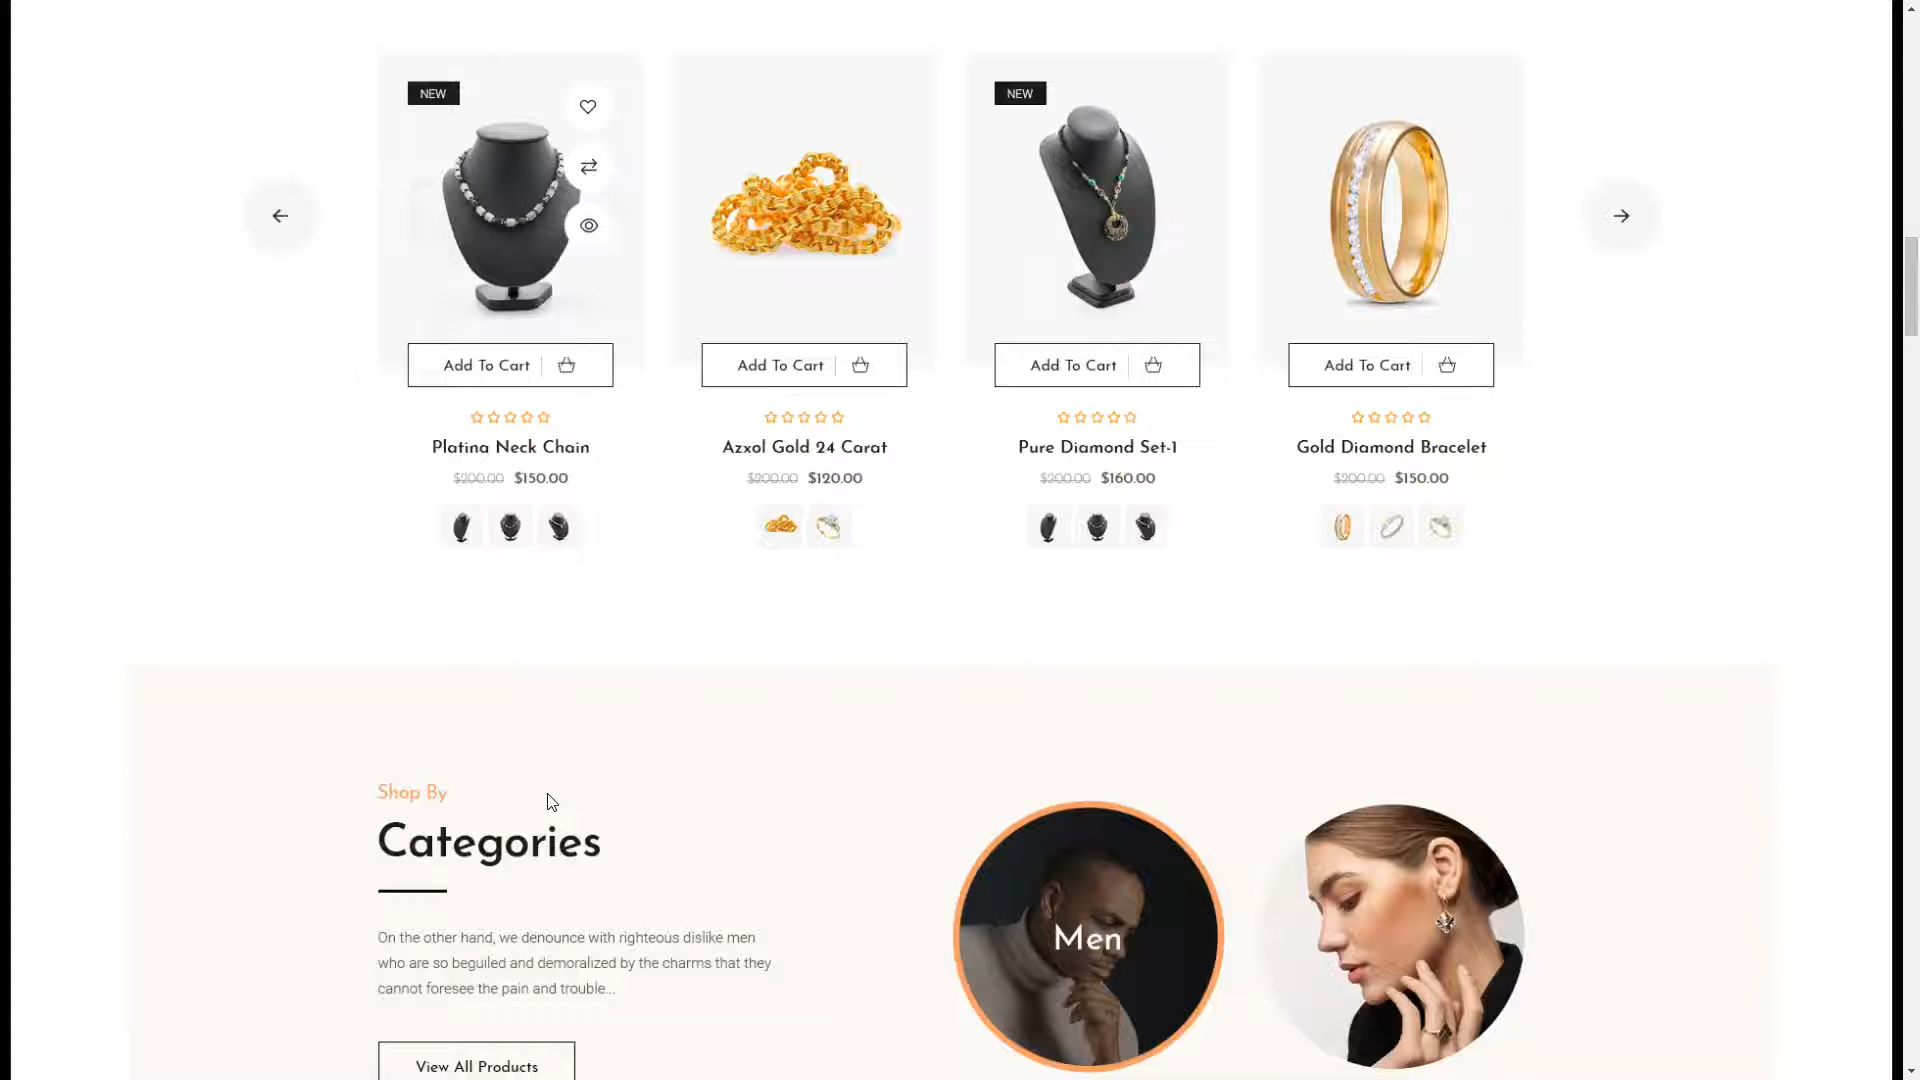 NEW
NEW
Add To Cart
Add To Cart
Add To Cart
Add To Cart
Platina Neck Chain
Azxol Gold 24 Carat
Pure Diamond Set-1
Gold Diamond Bracelet
$200.00 $150.00
$200.00 $120.00
$200.00 $160.00
$200.00 $150.00
Shop By
Categories
On the other hand, we denounce with righteous dislike men
who are so beguiled and demoralized by the charms that they
cannot foresee the pain and trouble...
View All Products
Men